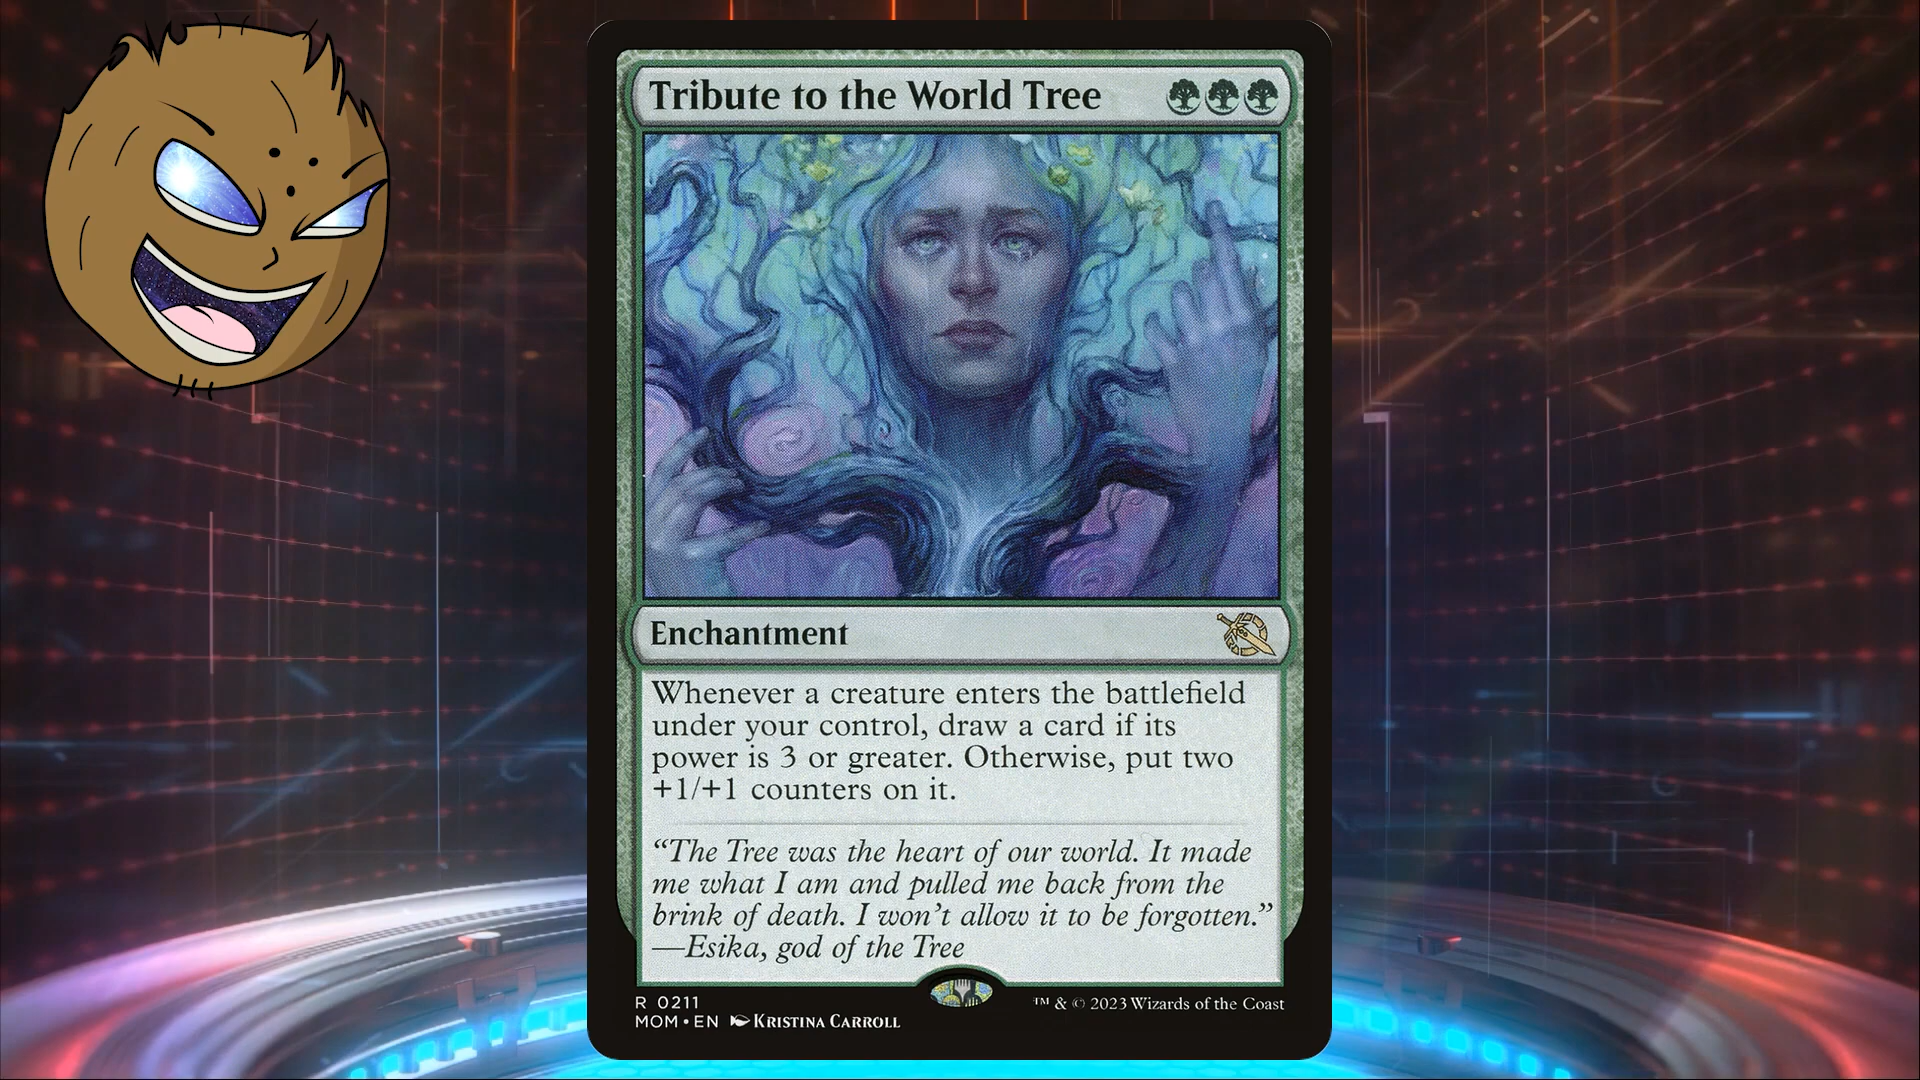 Tribute to the World Tree
Enchantment
Whenever a creature enters the battlefield
under your control, draw a card if its
power is 3 or greater. Otherwise, put two
+1/+1 counters on it.
“The Tree was the heart of our world. It made
me what I am and pulled me back from the
brink of death. I won’t allow it to be forgotten.”
—Esika, god of the Tree
R 0211
MOM • EN Kristina Carroll
™ & © 2023 Wizards of the Coast